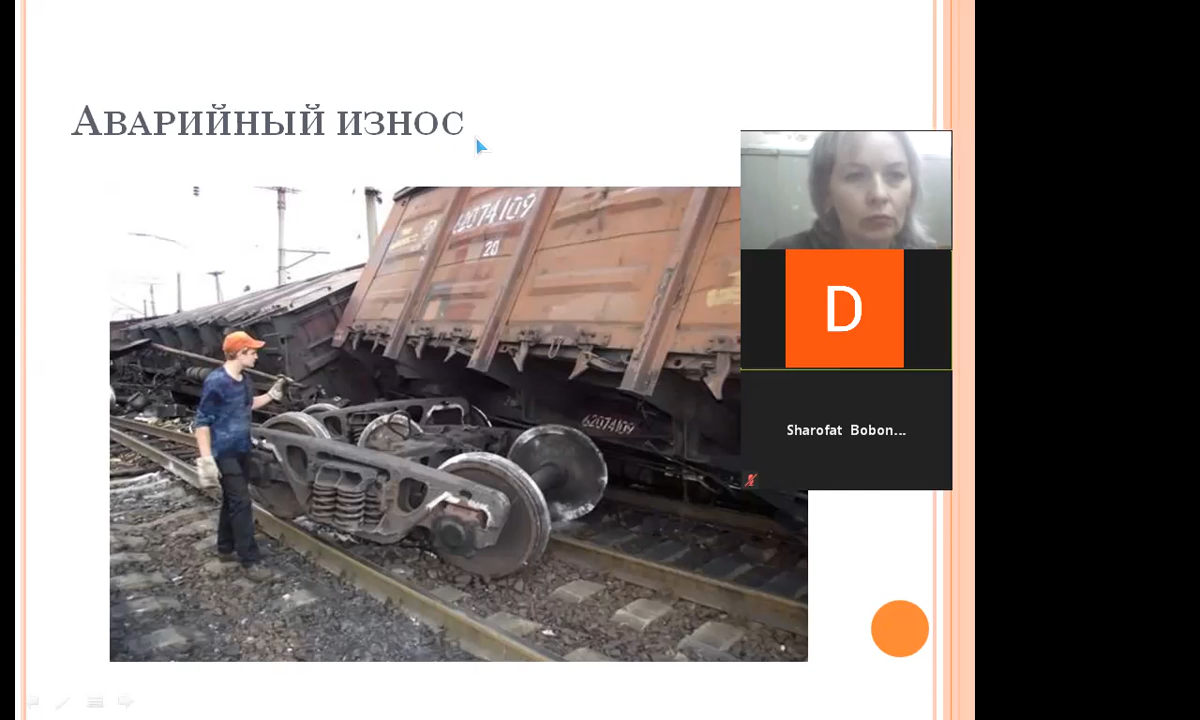 Аварийный износ
62074109
20
62074109
D
Sharofat Bobon...